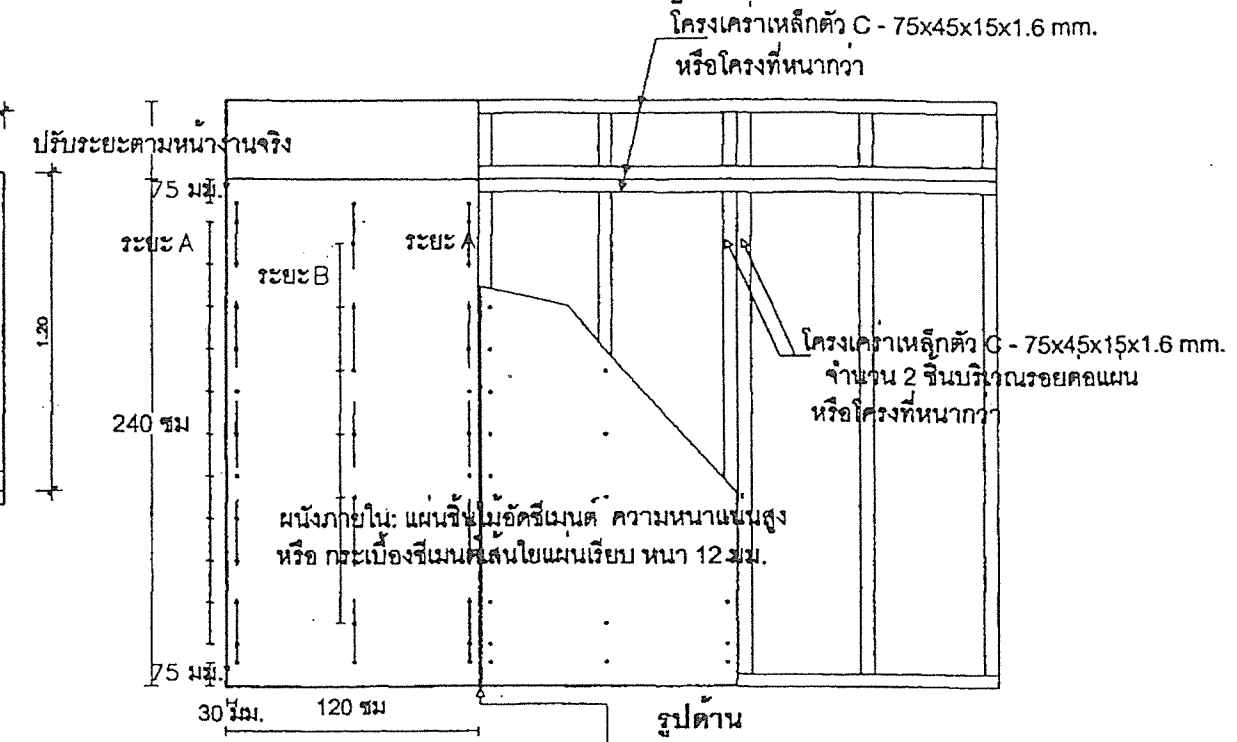 โครงเคร่าเหล็กตัว C - 75x45x15x1.6 mm.
หรือโครงที่หนากว่า
ปรับระยะตามหน้างานจริง
75 มม.
ระยะ A
ระยะ A
ระยะ B
1.20
โครงเคร่าเหล็กตัว C - 75x45x15x1.6 mm.
จำนวน 2 ชิ้นบริเวณรอยต่อแผ่น
หรือโครงที่หนากว่า
240 ซม
ผนังภายใน: แผ่นชิ้นไม้อัดซีเมนต์ ความหนาแน่นสูง
หรือ กระเบื้องซีเมนต์เส้นใยแผ่นเรียบ หนา 12 มม.
75 มม.
30 มม.
120 ซม
รูปด้าน